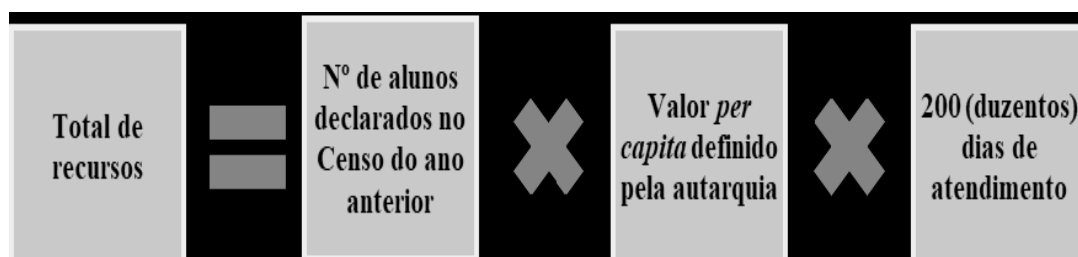 Total de
recursos
Nº de alunos
declarados no
Censo do ano
anterior
Valor per
capita definido
pela autarquia
200 (duzentos)
dias de
atendimento